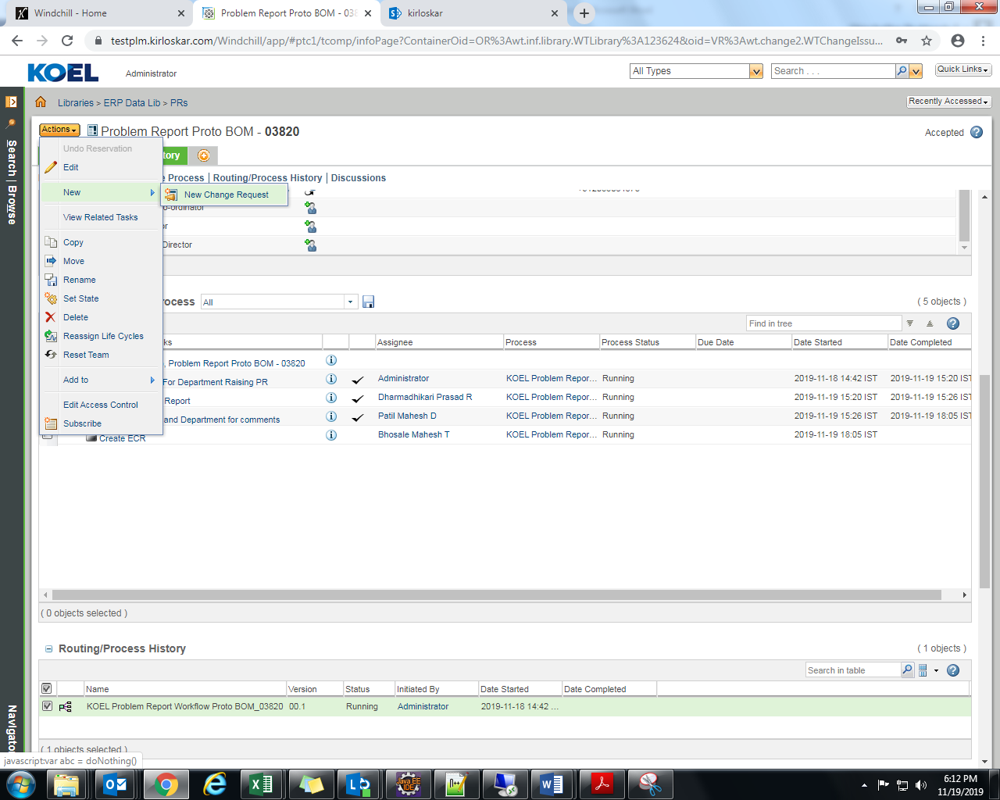 Windchill - Home
Problem Report Proto BOM - 038
kirloskar
testplm.kirloskar.com/Windchill/app/#ptc1/tcomp/infoPage?ContainerOid=OR%3Awt.inf.library.WTLibrary%3A123624&oid=VR%3Awt.change2.WTChangeIssu...
KOEL
Administrator
All Types
Search . . .
Quick Links
Libraries > ERP Data Lib > PRs
Recently Accessed
Actions
Problem Report Proto BOM - 03820
Accepted
Search | Browse
Navigator
Undo Reservation
Edit
New
New Change Request
View Related Tasks
Copy
Move
Rename
Set State
Delete
Reassign Life Cycles
Reset Team
Add to
Edit Access Control
Subscribe
tory
e Process | Routing/Process History | Discussions
o-ordinator
or
Director
ocess
All
( 5 objects )
Find in tree
ks
Assignee
Process
Process Status
Due Date
Date Started
Date Completed
, Problem Report Proto BOM - 03820
For Department Raising PR
Administrator
KOEL Problem Repor...
Running
2019-11-18 14:42 IST
2019-11-19 15:20 IST
Report
Dharmadhikari Prasad R
KOEL Problem Repor...
Running
2019-11-19 15:20 IST
2019-11-19 15:26 IST
and Department for comments
Patil Mahesh D
KOEL Problem Repor...
Running
2019-11-19 15:26 IST
2019-11-19 18:05 IST
Create ECR
Bhosale Mahesh T
KOEL Problem Repor...
Running
2019-11-19 18:05 IST
( 0 objects selected )
Routing/Process History
( 1 objects )
Search in table
Name
Version
Status
Initiated By
Date Started
Date Completed
KOEL Problem Report Workflow Proto BOM_03820
00.1
Running
Administrator
2019-11-18 14:42 ...
( 1 objects selected )
javascript:var abc = doNothing()
Java EE
IDE
6:12 PM
11/19/2019